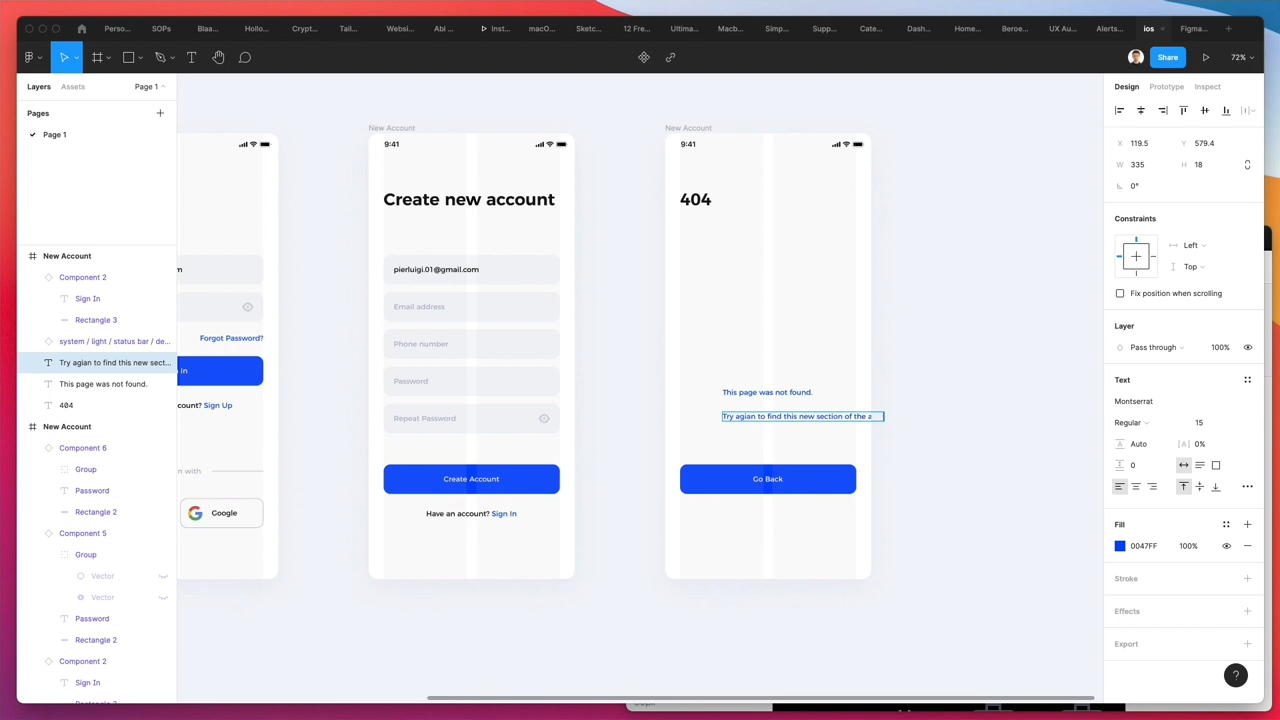 Perso... SOPs Blaa... Hollo... Crypt... Tail... Websi... Abl ... Inst... macO... Sketc... 12 Fre... Ultima... Macb... Simp... Supp... Cate... Dash... Home... Beroe... UX Au... Alerts... ios Figma...
Share 72%
Layers Assets Page 1
Pages
Page 1
New Account
Component 2
Sign In
Rectangle 3
system / light / status bar / de...
Try agian to find this new sect...
This page was not found.
404
New Account
Component 6
Group
Password
Rectangle 2
Component 5
Group
Vector
Vector
Password
Rectangle 2
Component 2
Sign In
m
Forgot Password?
In
count? Sign Up
n with
Google
New Account
9:41
Create new account
pierluigi.01@gmail.com
Email address
Phone number
Password
Repeat Password
Create Account
Have an account? Sign In
New Account
9:41
404
This page was not found.
Try agian to find this new section of the a
Go Back
Design Prototype Inspect
X 119.5 Y 579.4
W 335 H 18
0°
Constraints
Left
Top
Fix position when scrolling
Layer
Pass through 100%
Text
Montserrat
Regular 15
Auto 0%
0
Fill
0047FF 100%
Stroke
Effects
Export
?